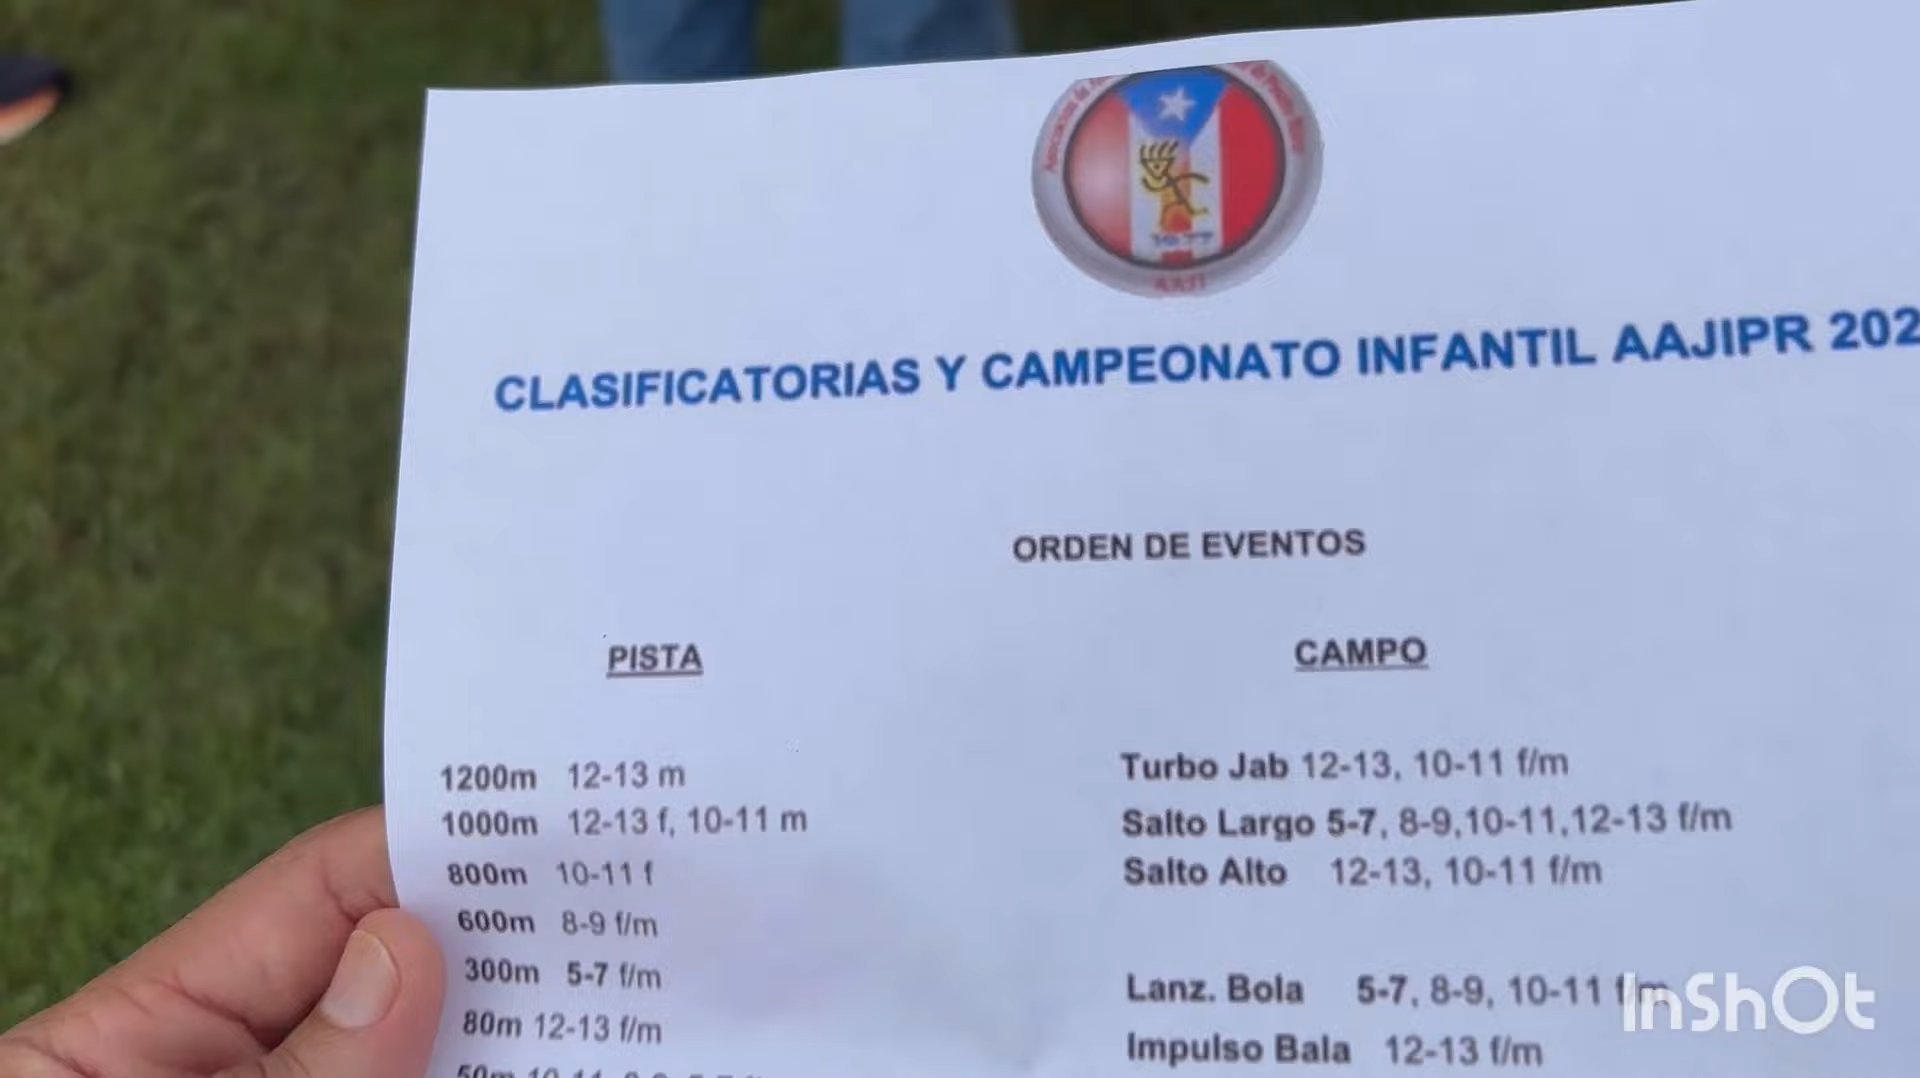 1977
CLASIFICATORIAS Y CAMPEONATO INFANTIL AAJIPR 202
ORDEN DE EVENTOS
PISTA
1200m 12-13 m
1000m 12-13 f, 10-11 m
800m 10-11 f
600m 8-9 f/m
300m 5-7 f/m
80m 12-13 f/m
CAMPO
Turbo Jab 12-13, 10-11 f/m
Salto Largo 5-7, 8-9,10-11,12-13 f/m
Salto Alto 12-13, 10-11 f/m
Lanz. Bola 5-7, 8-9, 10-11 f/m
Impulso Bala 12-13 f/m
InShOt